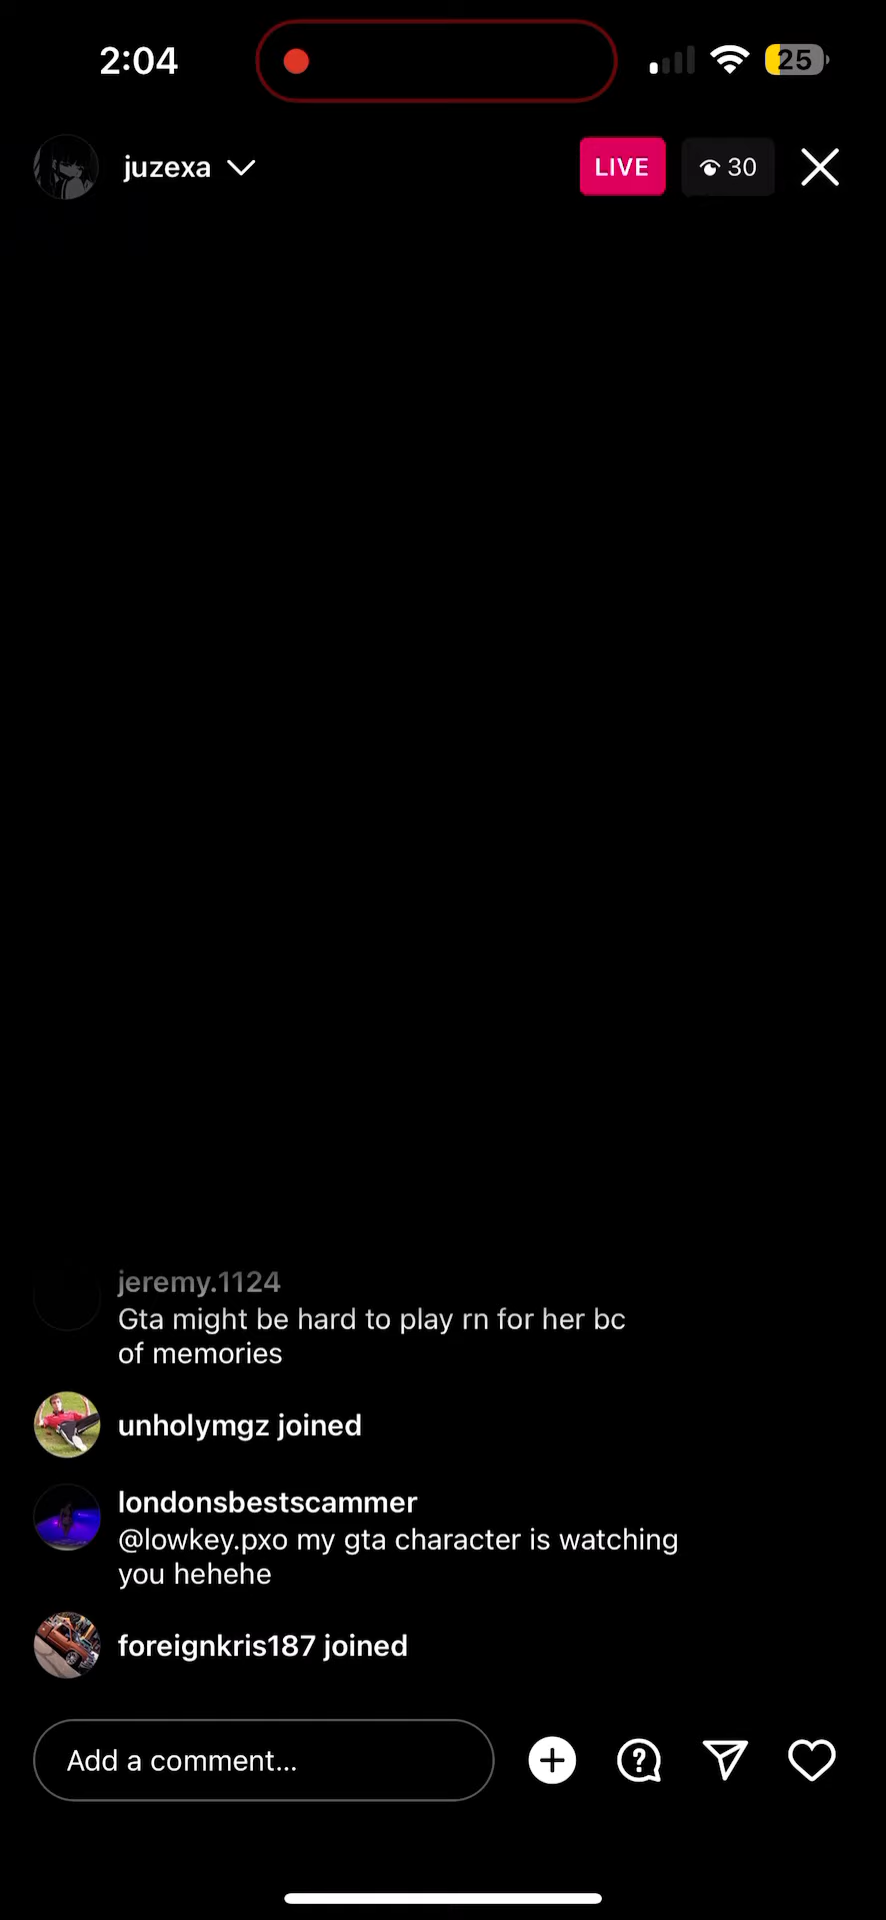 2:04
25
juzexa
LIVE
30
jeremy.1124
Gta might be hard to play rn for her bc
of memories
unholymgz joined
londonsbestscammer
@lowkey.pxo my gta character is watching
you hehehe
foreignkris187 joined
Add a comment...